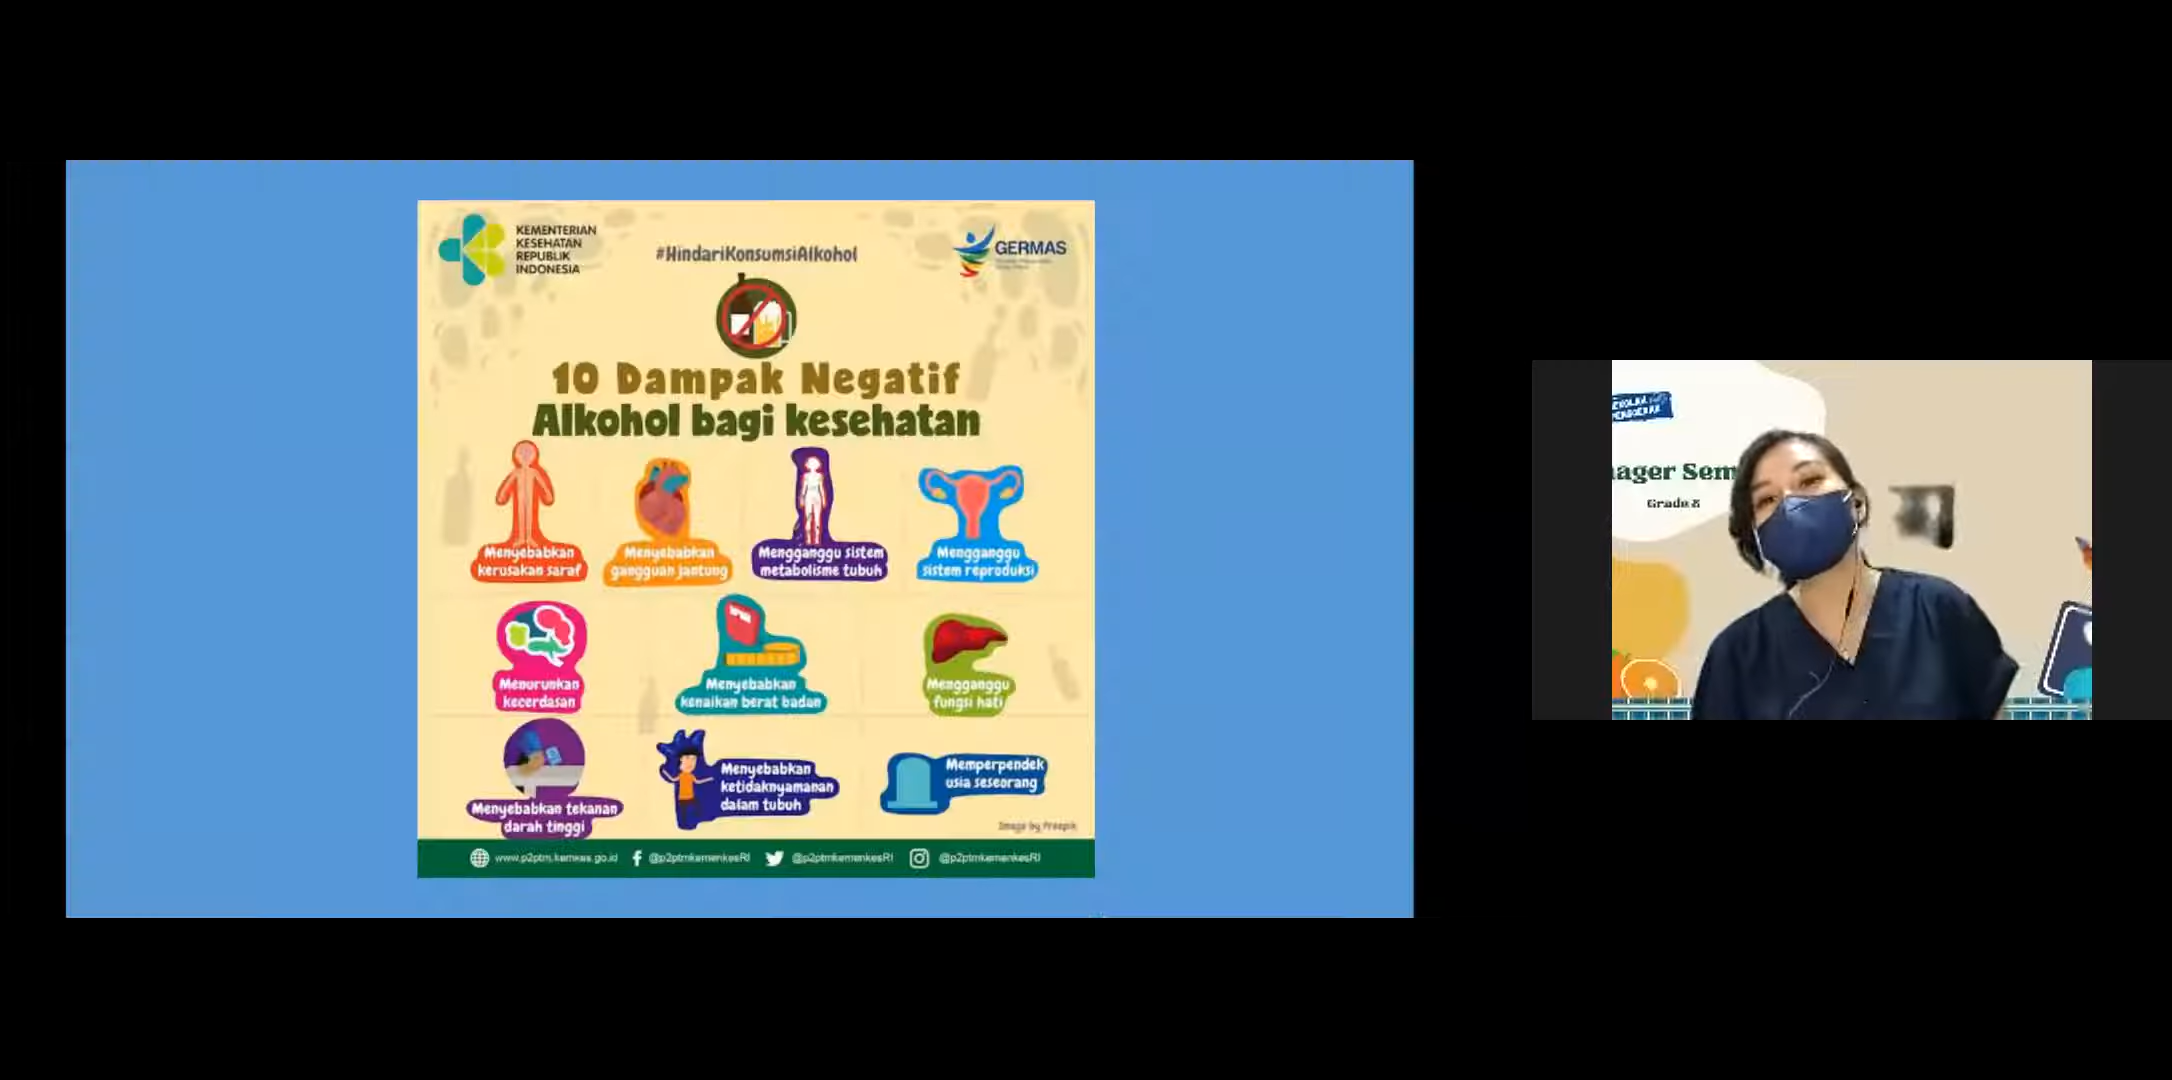 KEMENTERIAN
KESEHATAN
REPUBLIK
INDONESIA
#HindariKonsumsiAlkohol
GERMAS
10 Dampak Negatif
Alkohol bagi kesehatan
Menyebabkan
kerusakan saraf
Menyebabkan
gangguan jantung
Mengganggu sistem
metabolisme tubuh
Mengganggu
sistem reproduksi
Menurunkan
kecerdasan
Menyebabkan
kenaikan berat badan
Mengganggu
fungsi hati
Menyebabkan tekanan
darah tinggi
Menyebabkan
ketidaknyamanan
dalam tubuh
Memperpendek
usia seseorang
Image by Freepik
www.p2ptm.kemkes.go.id
@p2ptmkemenkesRI
@p2ptmkemenkesRI
@p2ptmkemenkesRI
ager Sem
Grade 8